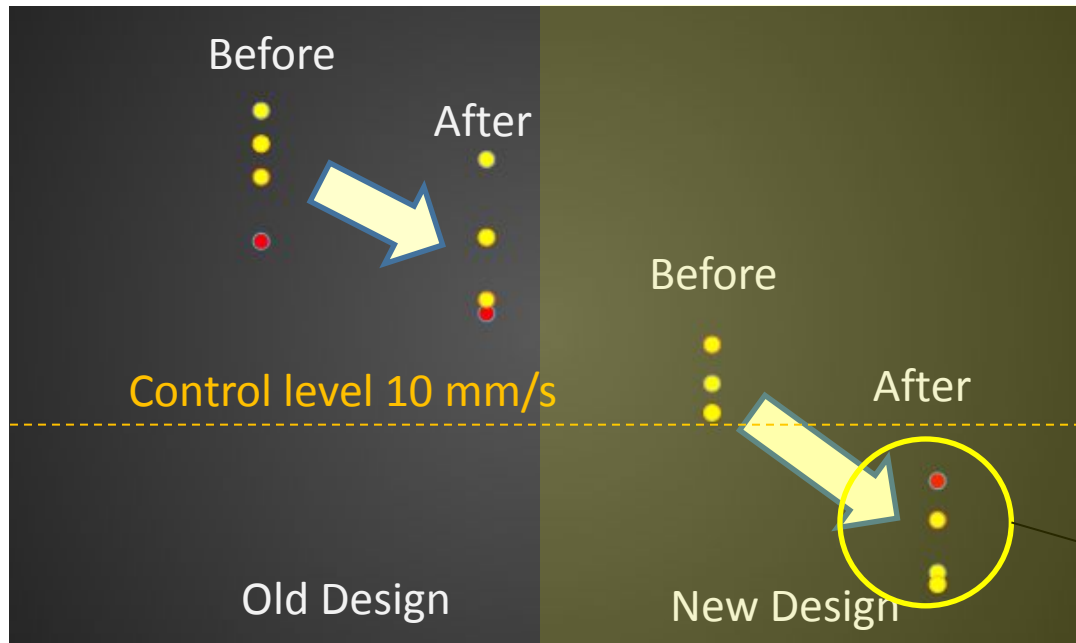 Before
After
Before
Control level 10 mm/s
After
Old Design
New Design